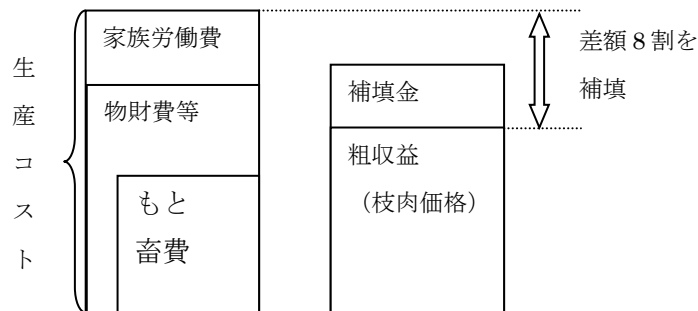 生産コスト
家族労働費
物財費等
もと
畜費
補填金
粗収益
（枝肉価格）
差額８割を
補填